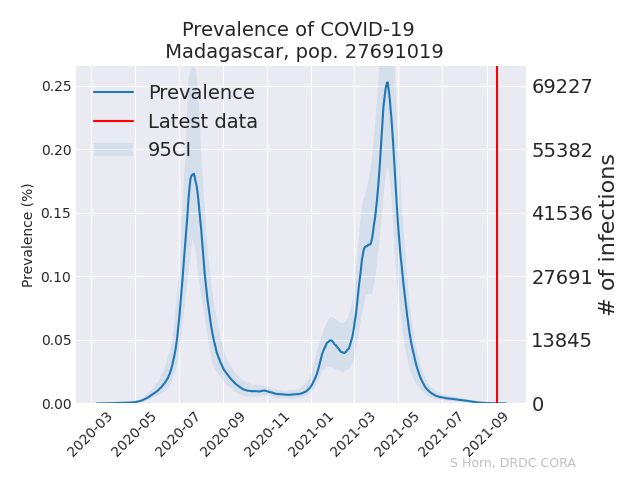 Prevalence of COVID-19
Madagascar, pop. 27691019
Prevalence
Latest data
95CI
Prevalence (%)
0.25
0.20
0.15
0.10
0.05
0.00
69227
55382
41536
27691
13845
0
# of infections
2020-03
2020-05
2020-07
2020-09
2020-11
2021-01
2021-03
2021-05
2021-07
2021-09
S Horn, DRDC CORA